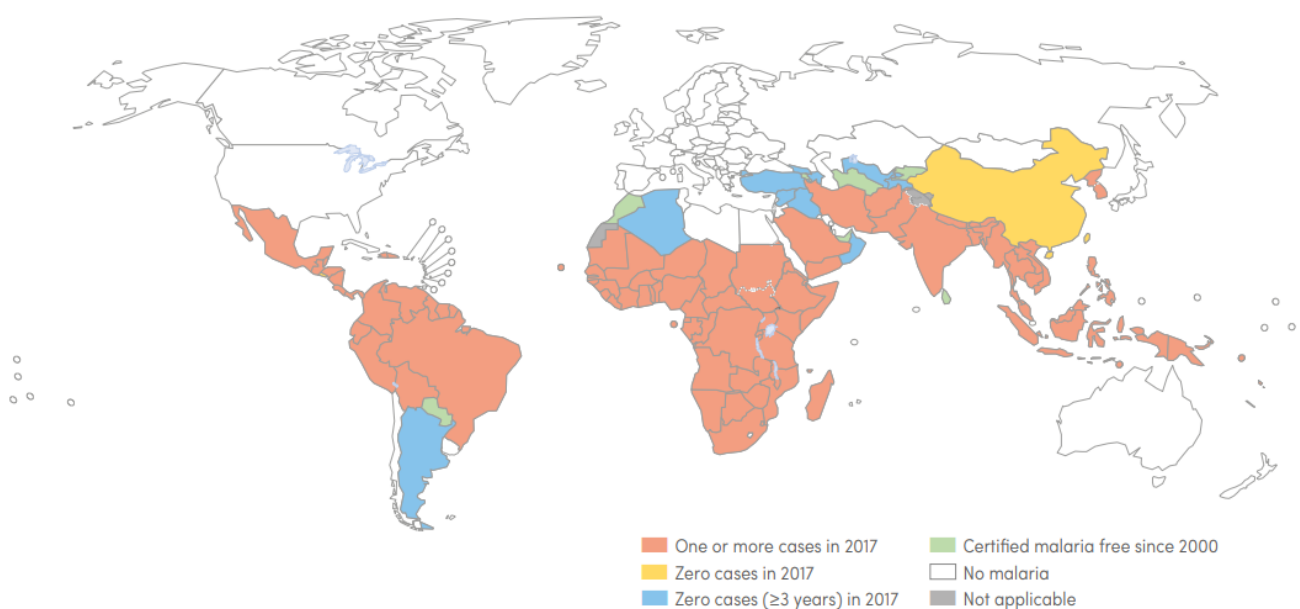 One or more cases in 2017
Zero cases in 2017
Zero cases (≥3 years) in 2017
Certified malaria free since 2000
No malaria
Not applicable